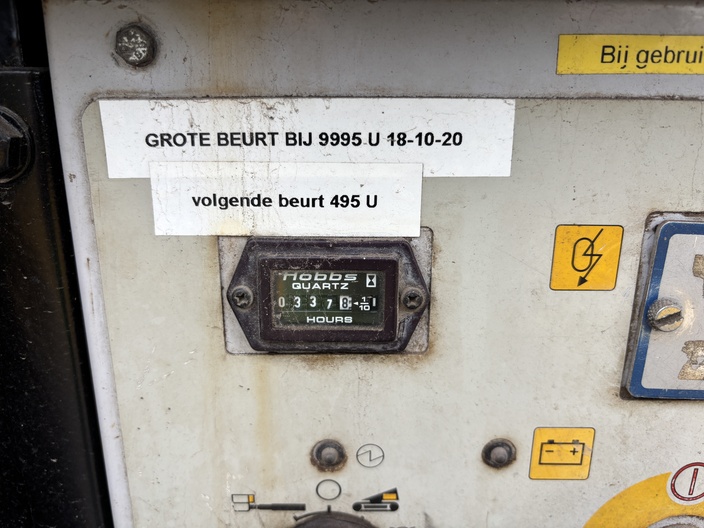 Bij gebrui
GROTE BEURT BIJ 9995 U 18-10-20
volgende beurt 495 U
Hobbs
QUARTZ
0 3 3 7 8 1/10
HOURS